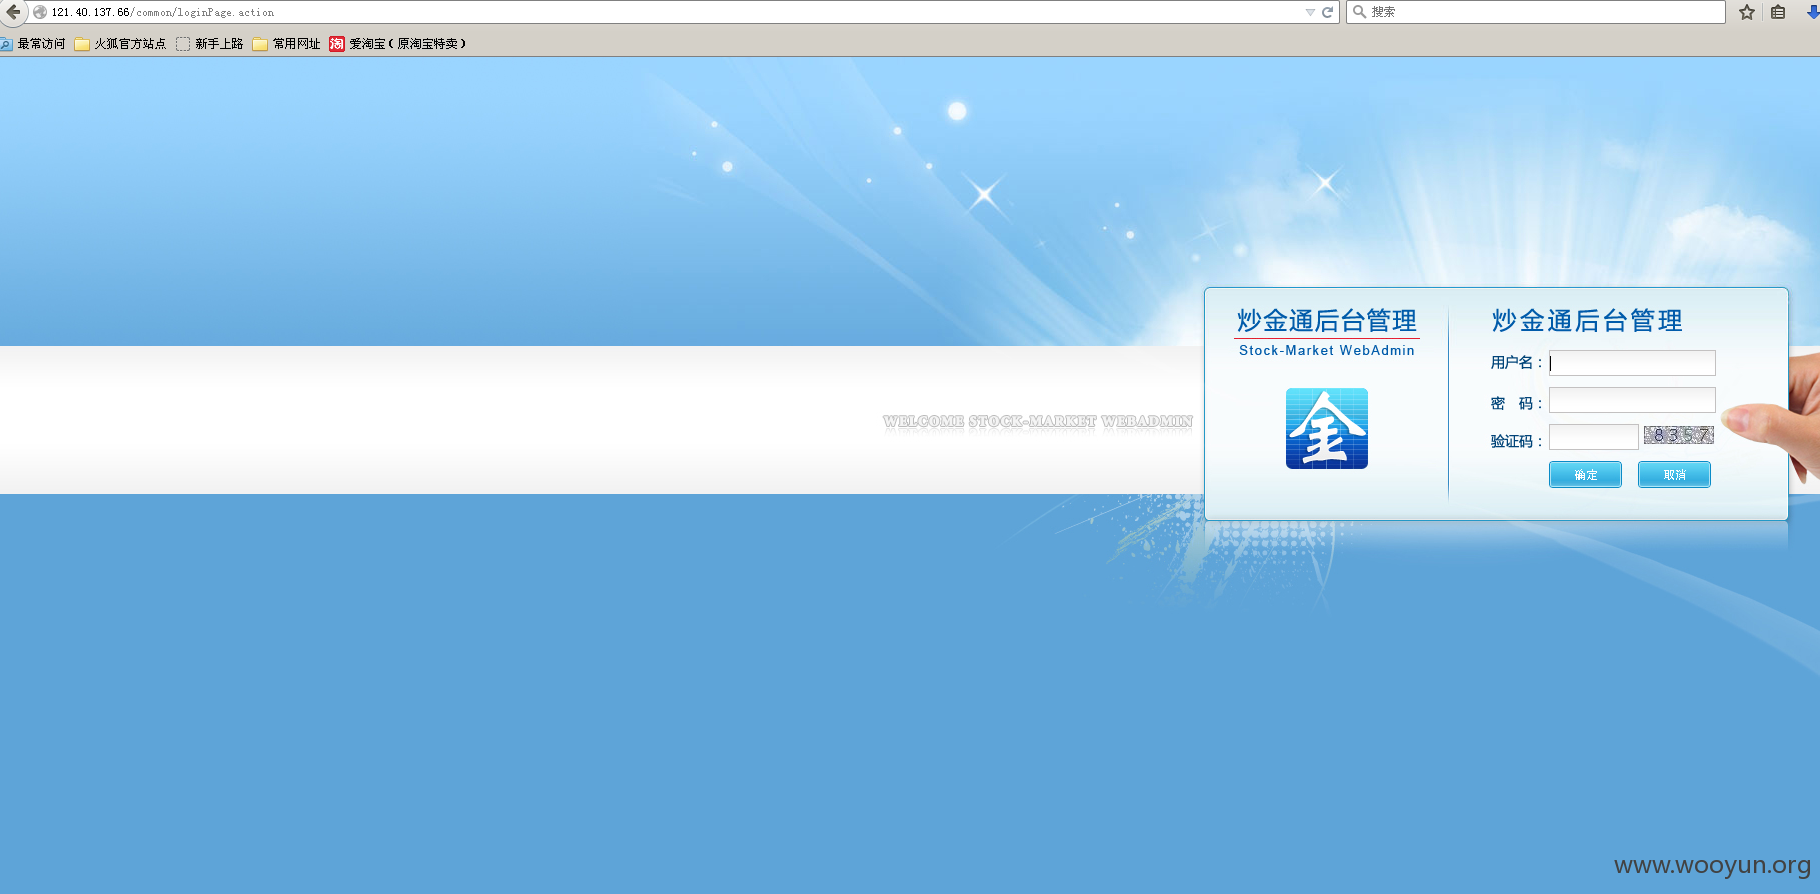 121.40.137.66/common/loginPage.action
搜索
最常访问 火狐官方站点 新手上路 常用网址 淘 爱淘宝（原淘宝特卖）
炒金通后台管理
Stock-Market WebAdmin
金
WELCOME STOCK-MARKET WEBADMIN
炒金通后台管理
用户名：
密 码：
验证码： 8357
确定 取消
www.wooyun.org